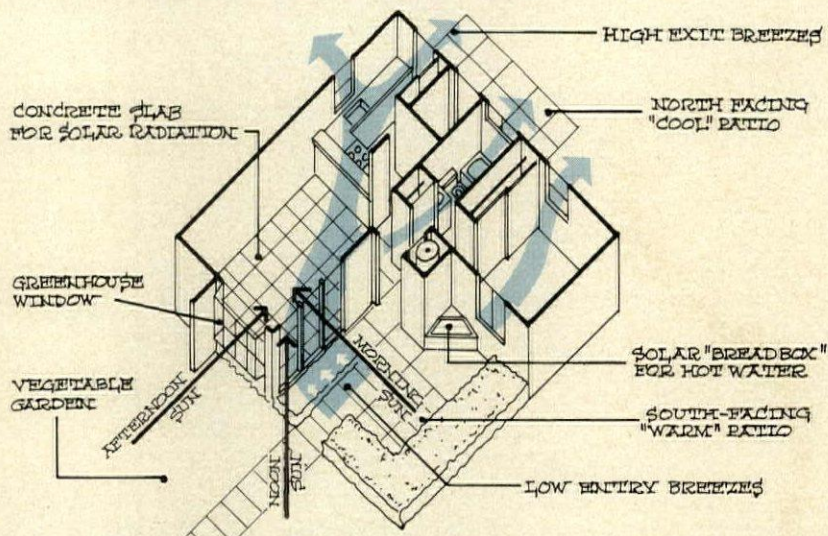 HIGH EXIT BREEZES
CONCRETE SLAB
FOR SOLAR RADIATION
NORTH FACING
"COOL" PATIO
GREENHOUSE
WINDOW
VEGETABLE
GARDEN
AFTERNOON
SUN
NOON
SUN
MORNING
SUN
SOLAR "BREADBOX"
FOR HOT WATER
SOUTH-FACING
"WARM" PATIO
LOW ENTRY BREEZES